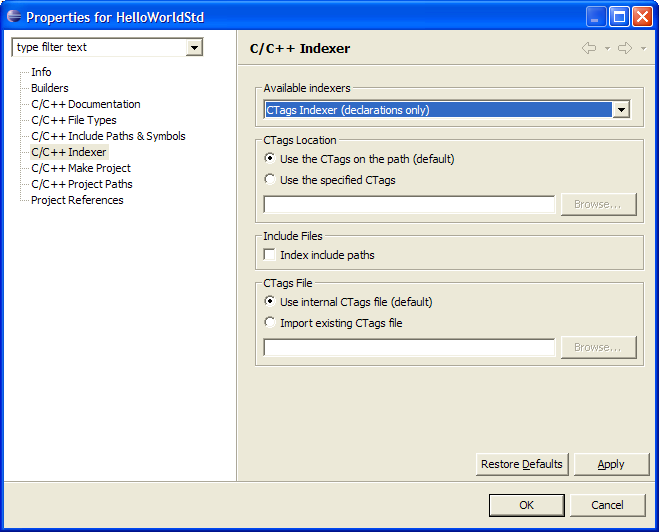 Properties for HelloWorldStd
type filter text
Info
Builders
C/C++ Documentation
C/C++ File Types
C/C++ Include Paths & Symbols
C/C++ Indexer
C/C++ Make Project
C/C++ Project Paths
Project References
C/C++ Indexer
Available indexers
CTags Indexer (declarations only)
CTags Location
Use the CTags on the path (default)
Use the specified CTags
Browse...
Include Files
Index include paths
CTags File
Use internal CTags file (default)
Import existing CTags file
Browse...
Restore Defaults Apply
OK Cancel